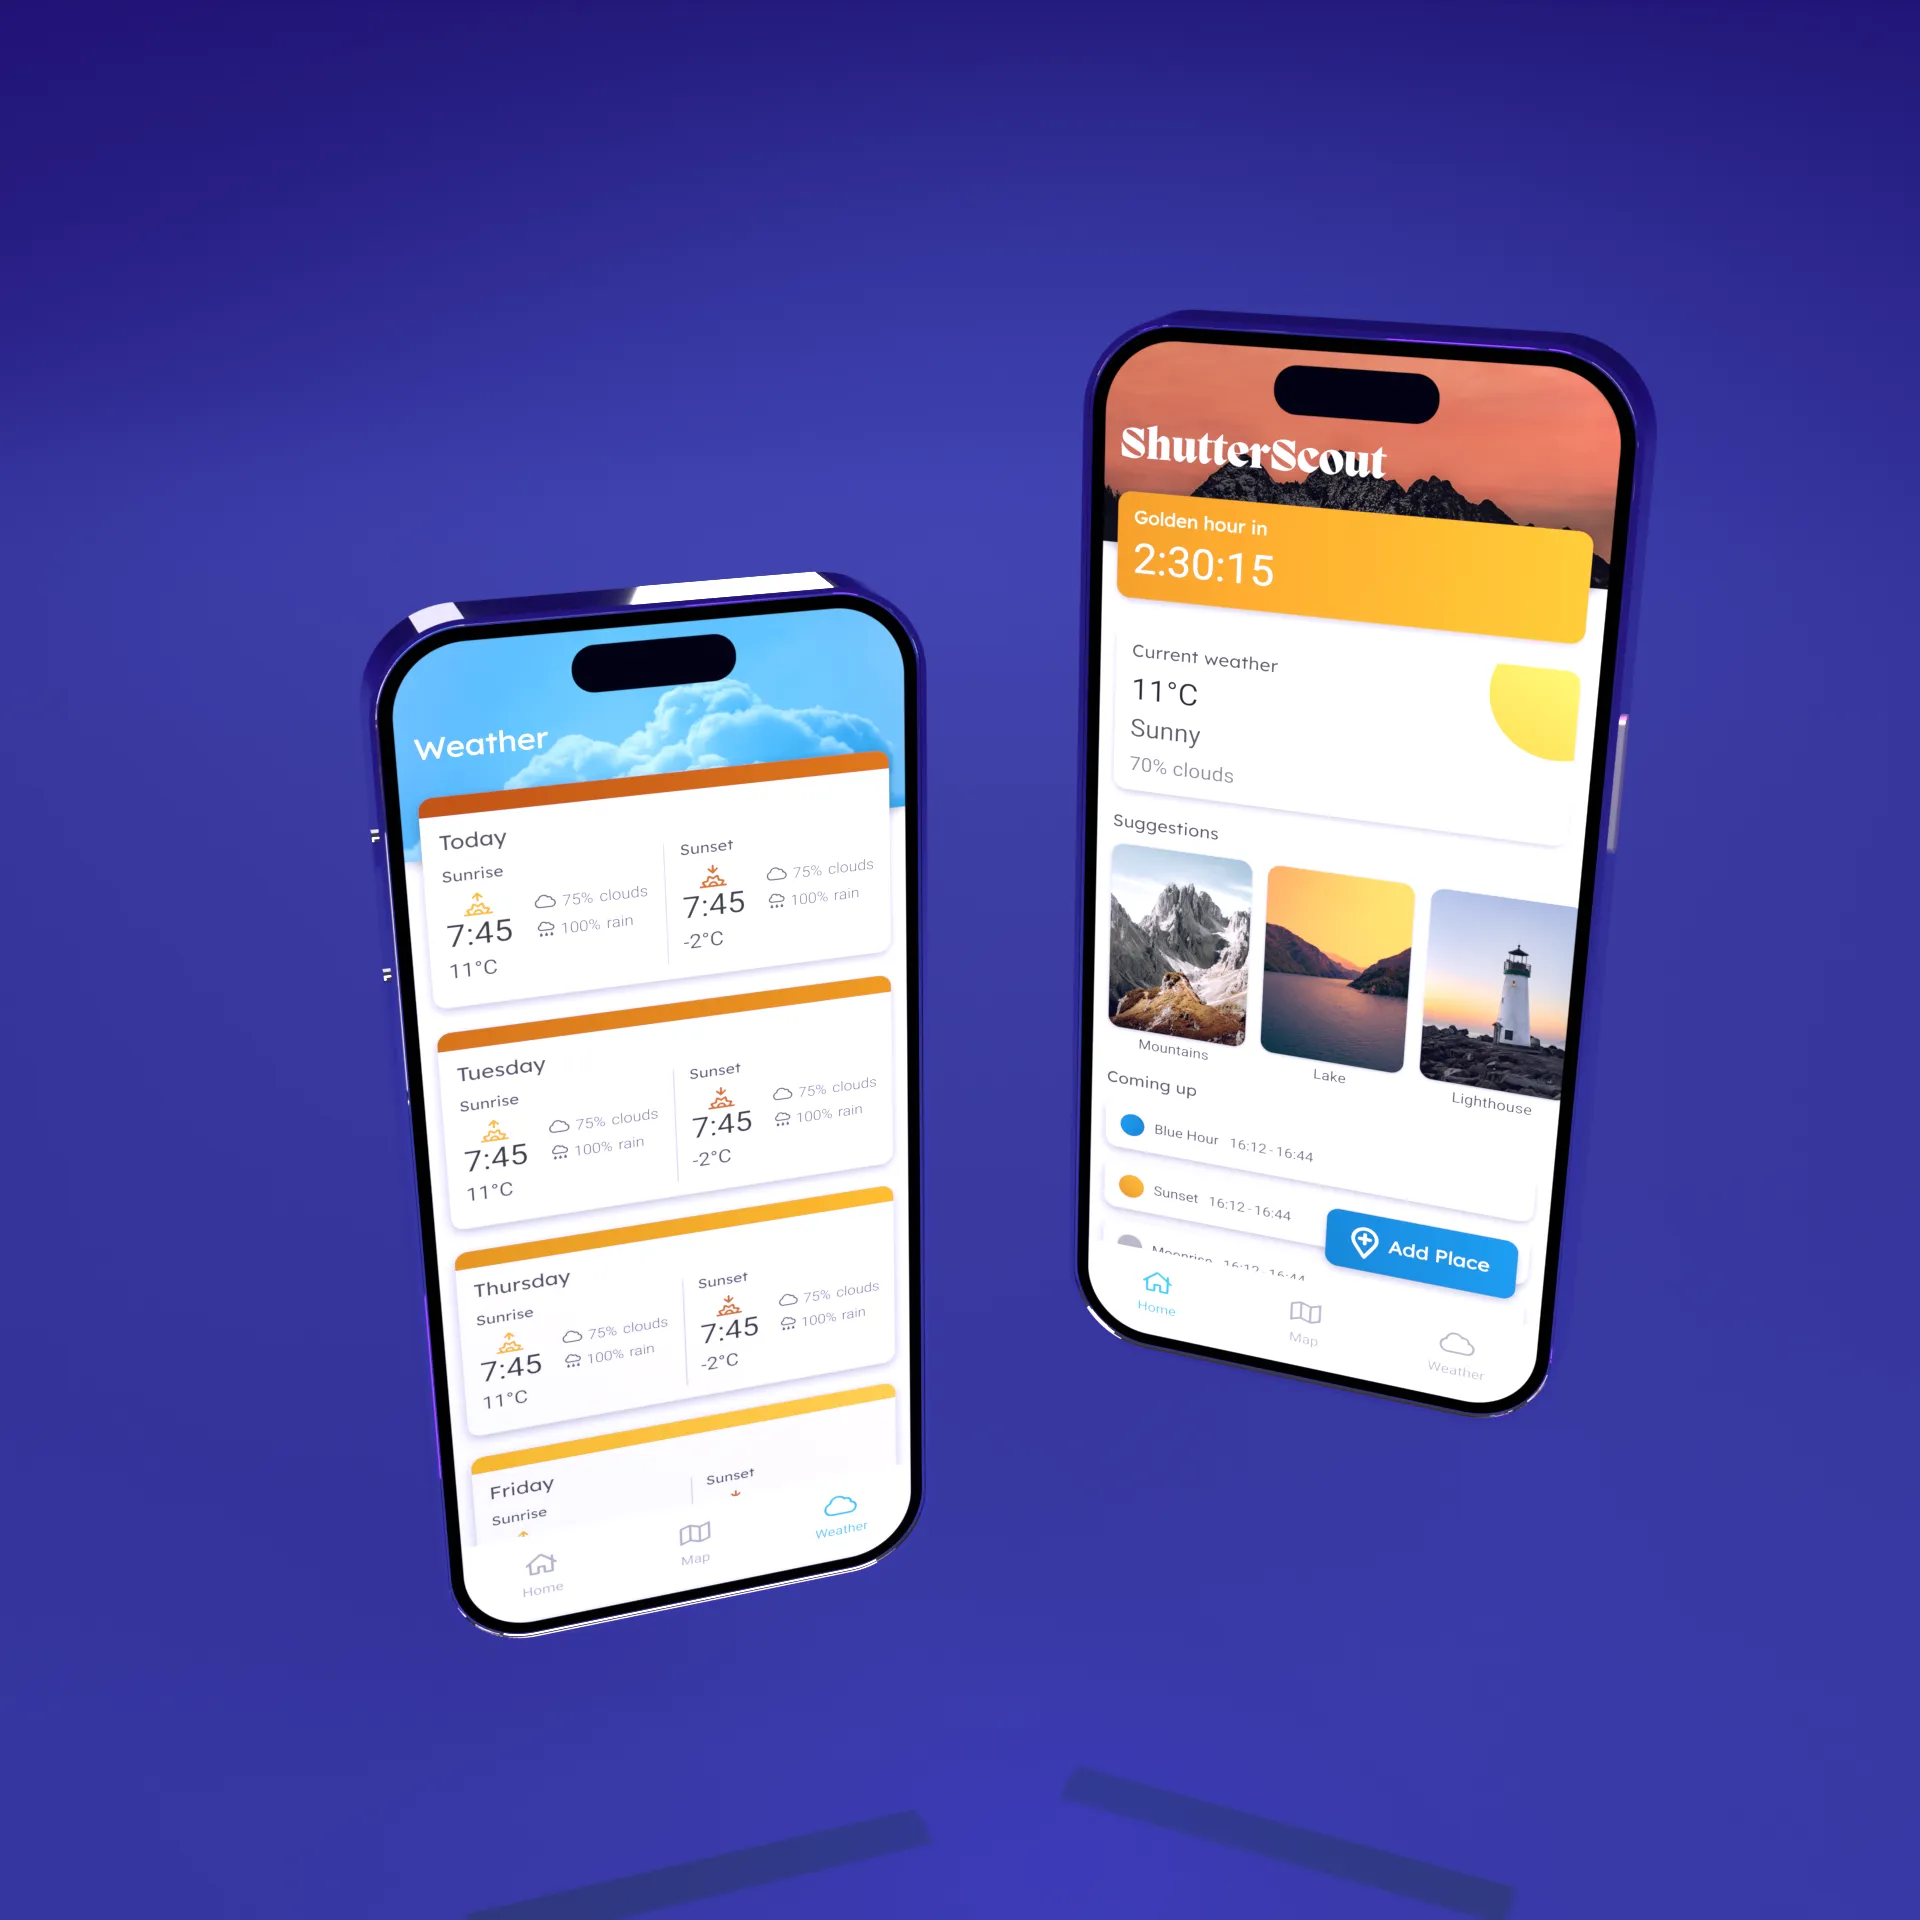 Weather
Today
Sunrise
7:45
11°C
75% clouds
100% rain
Sunset
7:45
-2°C
75% clouds
100% rain
Tuesday
Sunrise
7:45
11°C
75% clouds
100% rain
Sunset
7:45
-2°C
75% clouds
100% rain
Thursday
Sunrise
7:45
11°C
75% clouds
100% rain
Sunset
7:45
-2°C
75% clouds
100% rain
Friday
Sunrise
Sunset
Home
Map
Weather
ShutterScout
Golden hour in
2:30:15
Current weather
11°C
Sunny
70% clouds
Suggestions
Mountains
Lake
Lighthouse
Coming up
Blue Hour 16:12 - 16:44
Sunset 16:12 - 16:44
Moonrise 16:12 - 16:44
Add Place
Home
Map
Weather